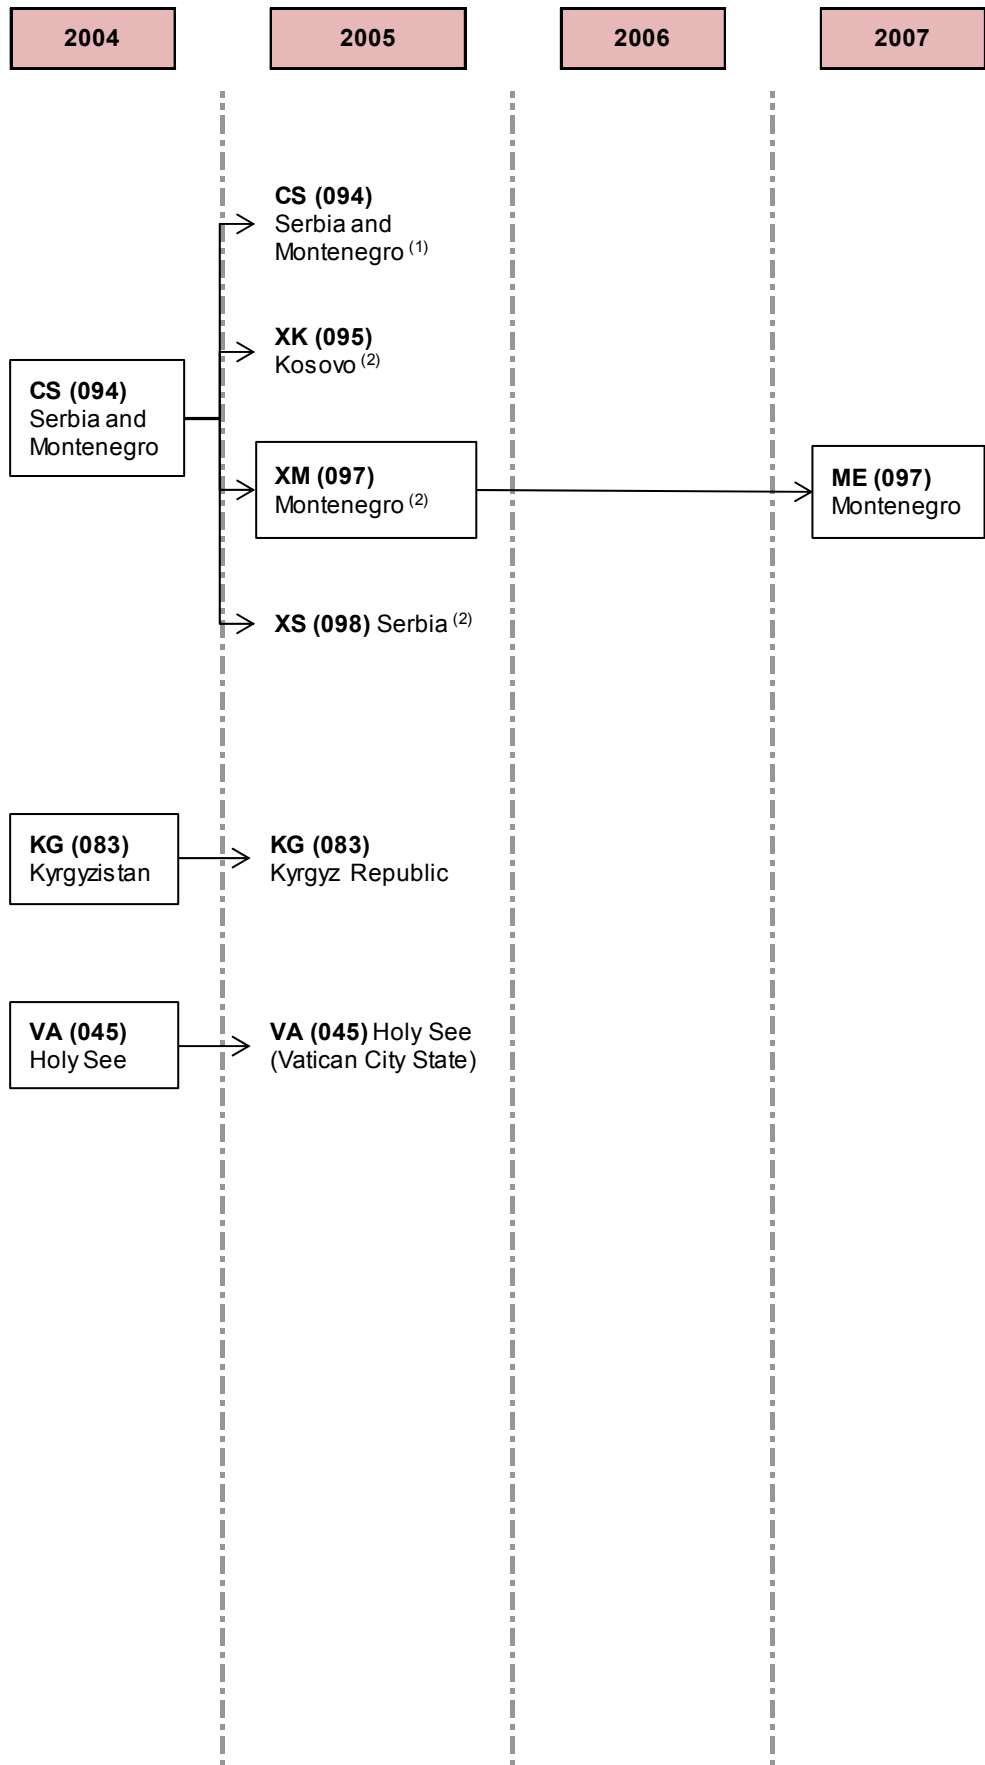 2004 2005 2006 2007
CS (094)
Serbia and
Montenegro (1)
XK (095)
Kosovo (2)
CS (094)
Serbia and
Montenegro
XM (097)
Montenegro (2)
ME (097)
Montenegro
XS (098) Serbia (2)
KG (083)
Kyrgyzistan
KG (083)
Kyrgyz Republic
VA (045)
Holy See
VA (045) Holy See
(Vatican City State)